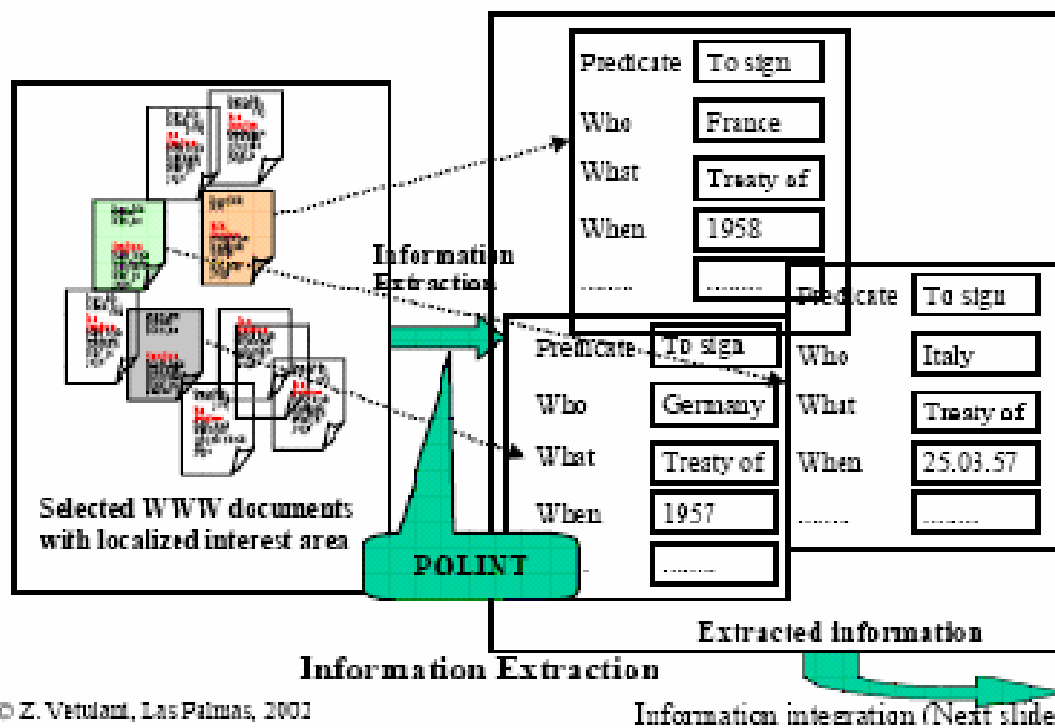 Selected WWW documents
with localized interest area
Information
Extraction
POLINT
Predicate To sign
Who France
What Treaty of
When 1958
........ ........
Predicate To sign
Who Germany
What Treaty of
When 1957
. ........
Predicate To sign
Who Italy
What Treaty of
When 25.03.57
........ ........
Extracted information
Information Extraction
© Z. Vetulani, Las Palmas, 2002
Information integration (Next slide